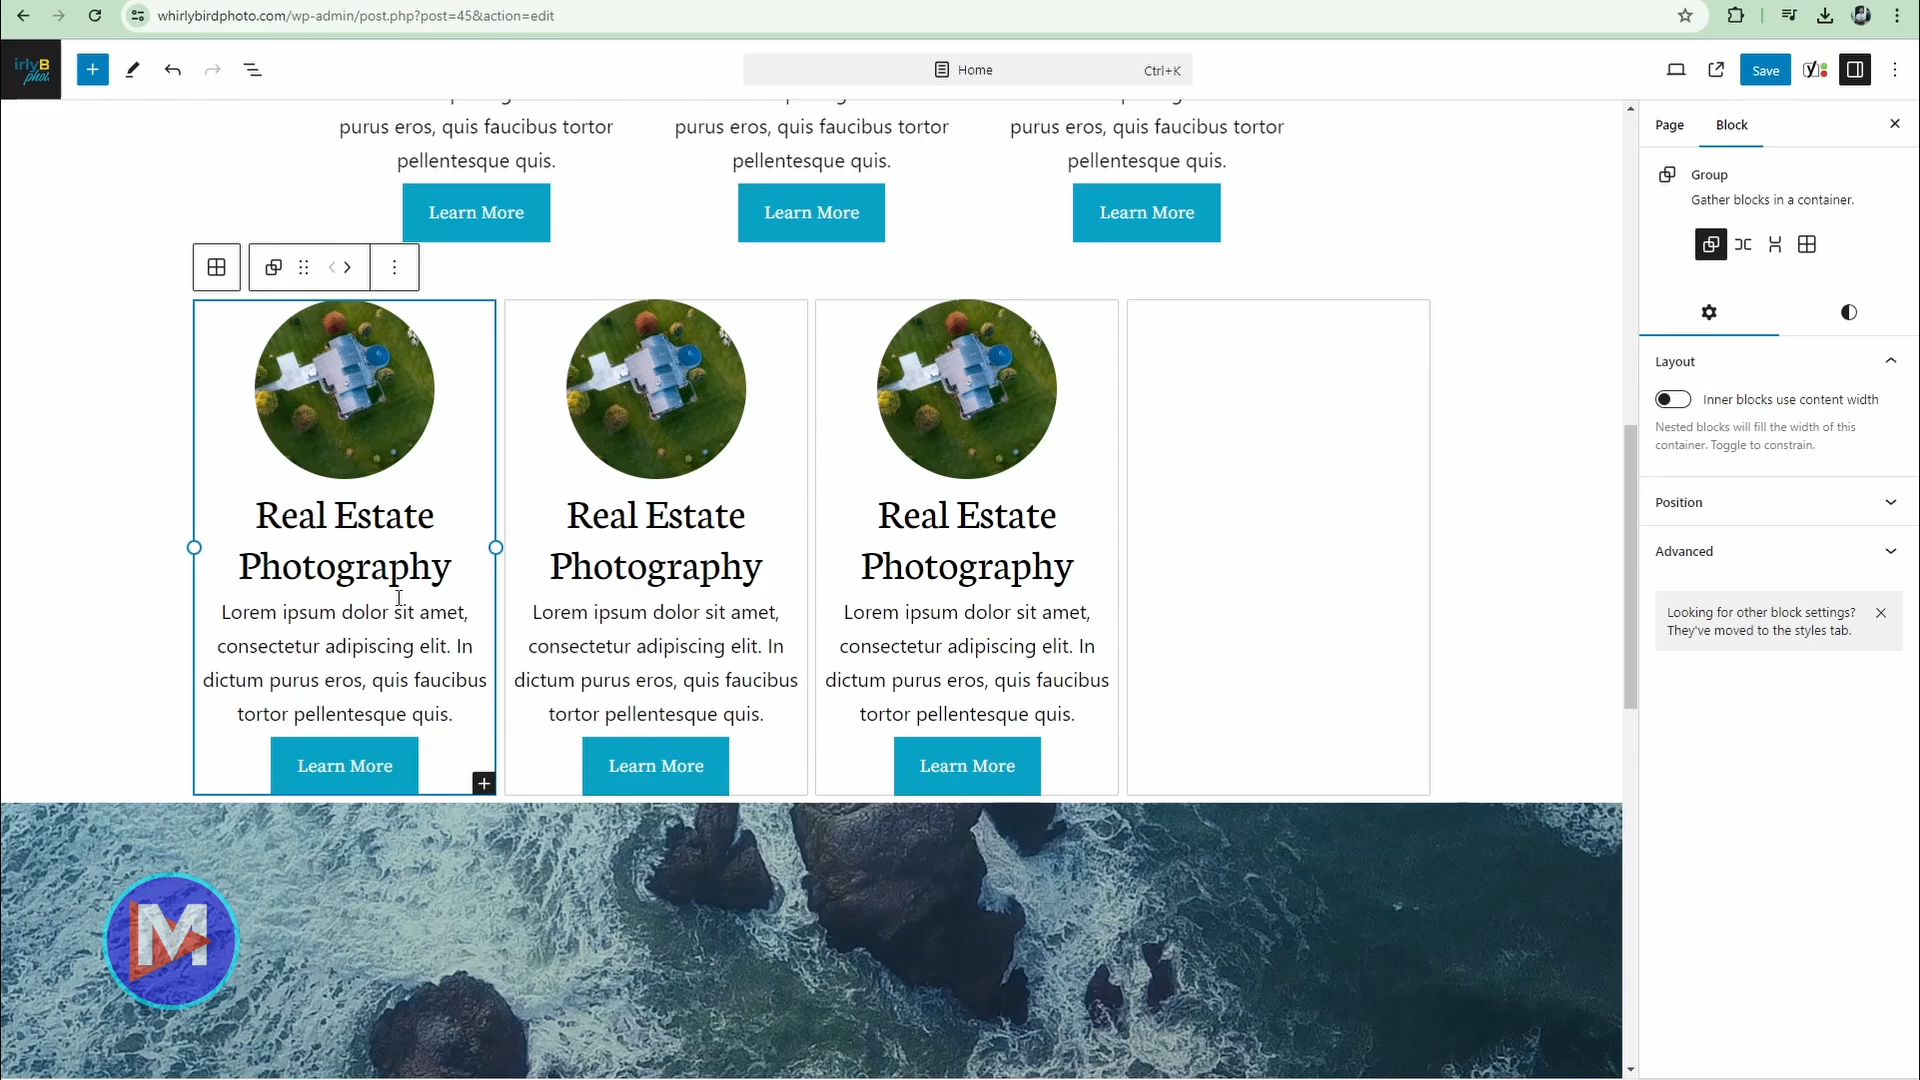 whirlybirdphoto.com/wp-admin/post.php?post=45&action=edit
irlyB
Home
Ctrl+K
Save
purus eros, quis faucibus tortor
pellentesque quis.
Learn More
purus eros, quis faucibus tortor
pellentesque quis.
Learn More
purus eros, quis faucibus tortor
pellentesque quis.
Learn More
Real Estate
Photography
Lorem ipsum dolor sit amet,
consectetur adipiscing elit. In
dictum purus eros, quis faucibus
tortor pellentesque quis.
Learn More
Real Estate
Photography
Lorem ipsum dolor sit amet,
consectetur adipiscing elit. In
dictum purus eros, quis faucibus
tortor pellentesque quis.
Learn More
Real Estate
Photography
Lorem ipsum dolor sit amet,
consectetur adipiscing elit. In
dictum purus eros, quis faucibus
tortor pellentesque quis.
Learn More
M
Page
Block
Group
Gather blocks in a container.
Layout
Inner blocks use content width
Nested blocks will fill the width of this
container. Toggle to constrain.
Position
Advanced
Looking for other block settings?
They've moved to the styles tab.